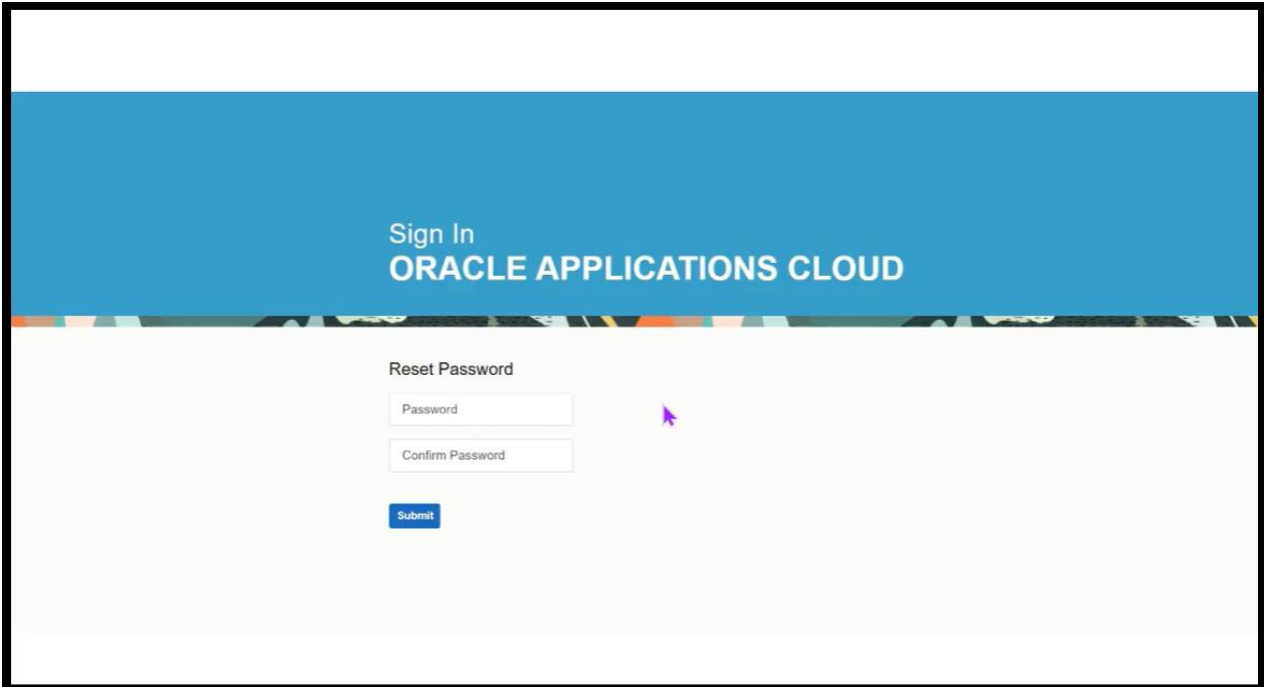 Sign In
ORACLE APPLICATIONS CLOUD
Reset Password
Password
Confirm Password
Submit